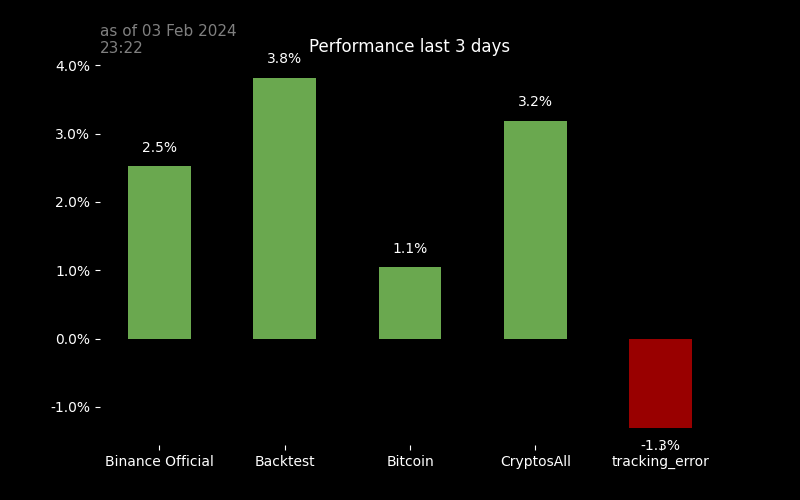 as of 03 Feb 2024
23:22
Performance last 3 days
4.0%
3.0%
2.0%
1.0%
0.0%
-1.0%
2.5%
3.8%
1.1%
3.2%
-1.3%
Binance Official
Backtest
Bitcoin
CryptosAll
tracking_error